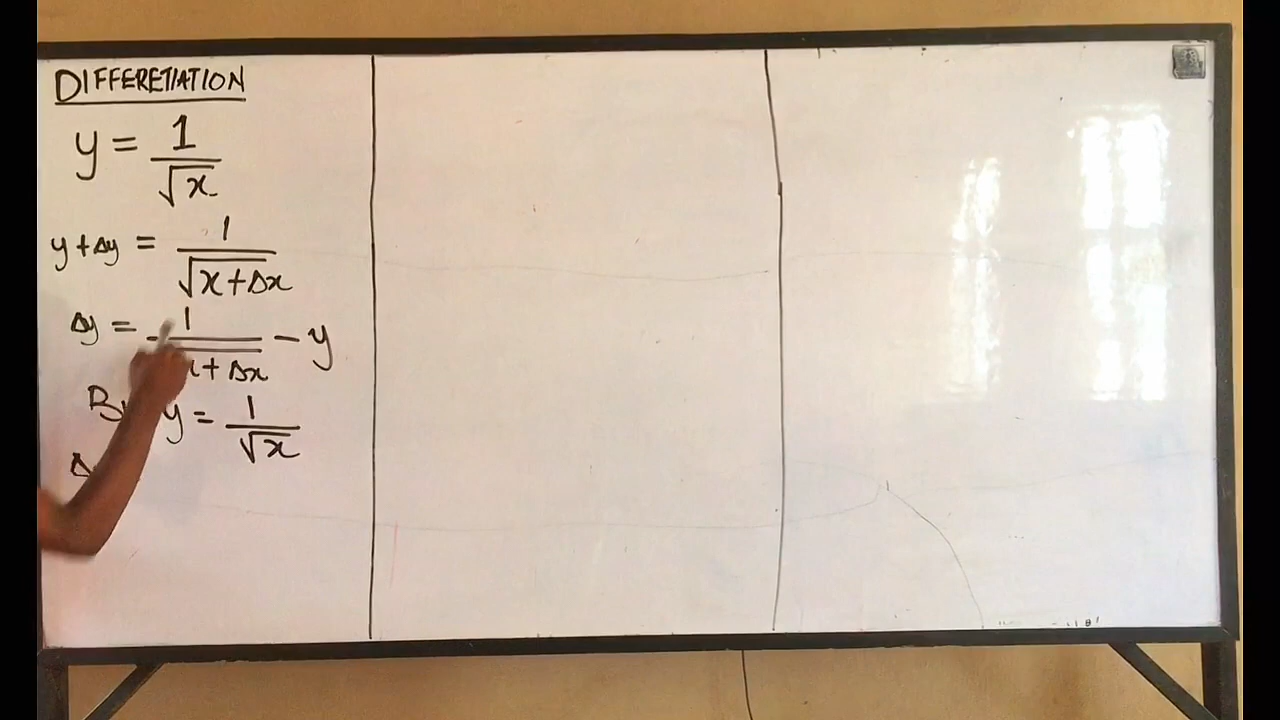 DIFFERETIATION
y = 1/√x
y + Δy = 1/√x+Δx
Δy = 1/x + Δx - y
y = 1/√x